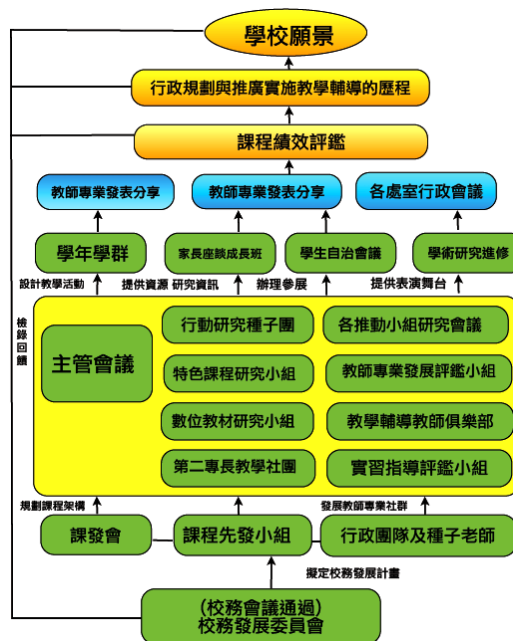 學校願景
行政規劃與推廣實施教學輔導的歷程
課程績效評鑑
教師專業發表分享
教師專業發表分享
各處室行政會議
學年學群
家長座談成長班
學生自治會議
學術研究進修
設計教學活動
提供資源 研究資訊
辦理參展
提供表演舞台
檢錄回饋
主管會議
行動研究種子團
各推動小組研究會議
特色課程研究小組
教師專業發展評鑑小組
數位教材研究小組
教學輔導教師俱樂部
第二專長教學社團
實習指導評鑑小組
規劃課程架構
發展教師專業社群
課發會
課程先發小組
行政團隊及種子老師
擬定校務發展計畫
(校務會議通過)
校務發展委員會